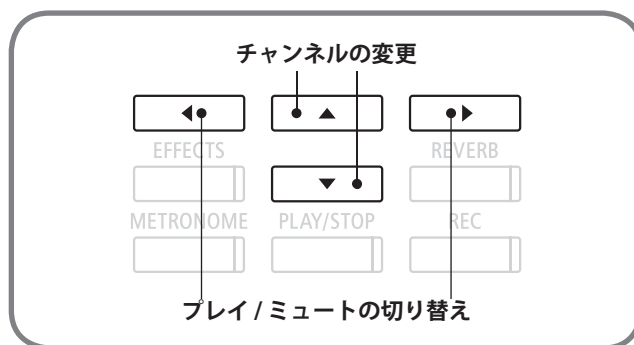 チャンネルの変更
EFFECTS
REVERB
METRONOME
PLAY/STOP
REC
プレイ / ミュートの切り替え